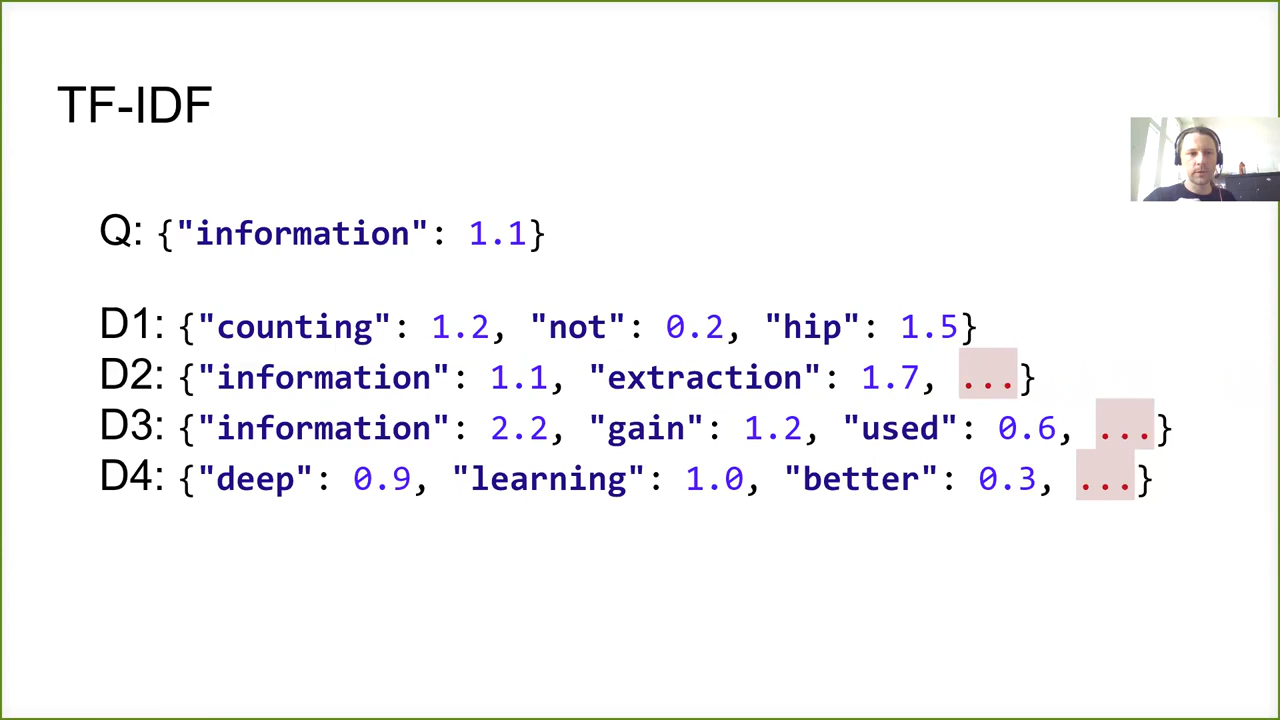 TF-IDF
Q: {"information": 1.1}
D1: {"counting": 1.2, "not": 0.2, "hip": 1.5}
D2: {"information": 1.1, "extraction": 1.7, ...}
D3: {"information": 2.2, "gain": 1.2, "used": 0.6, ...}
D4: {"deep": 0.9, "learning": 1.0, "better": 0.3, ...}